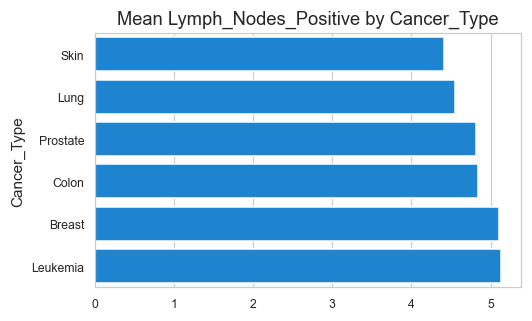 Mean Lymph_Nodes_Positive by Cancer_Type
Cancer_Type
Skin
Lung
Prostate
Colon
Breast
Leukemia
0 1 2 3 4 5